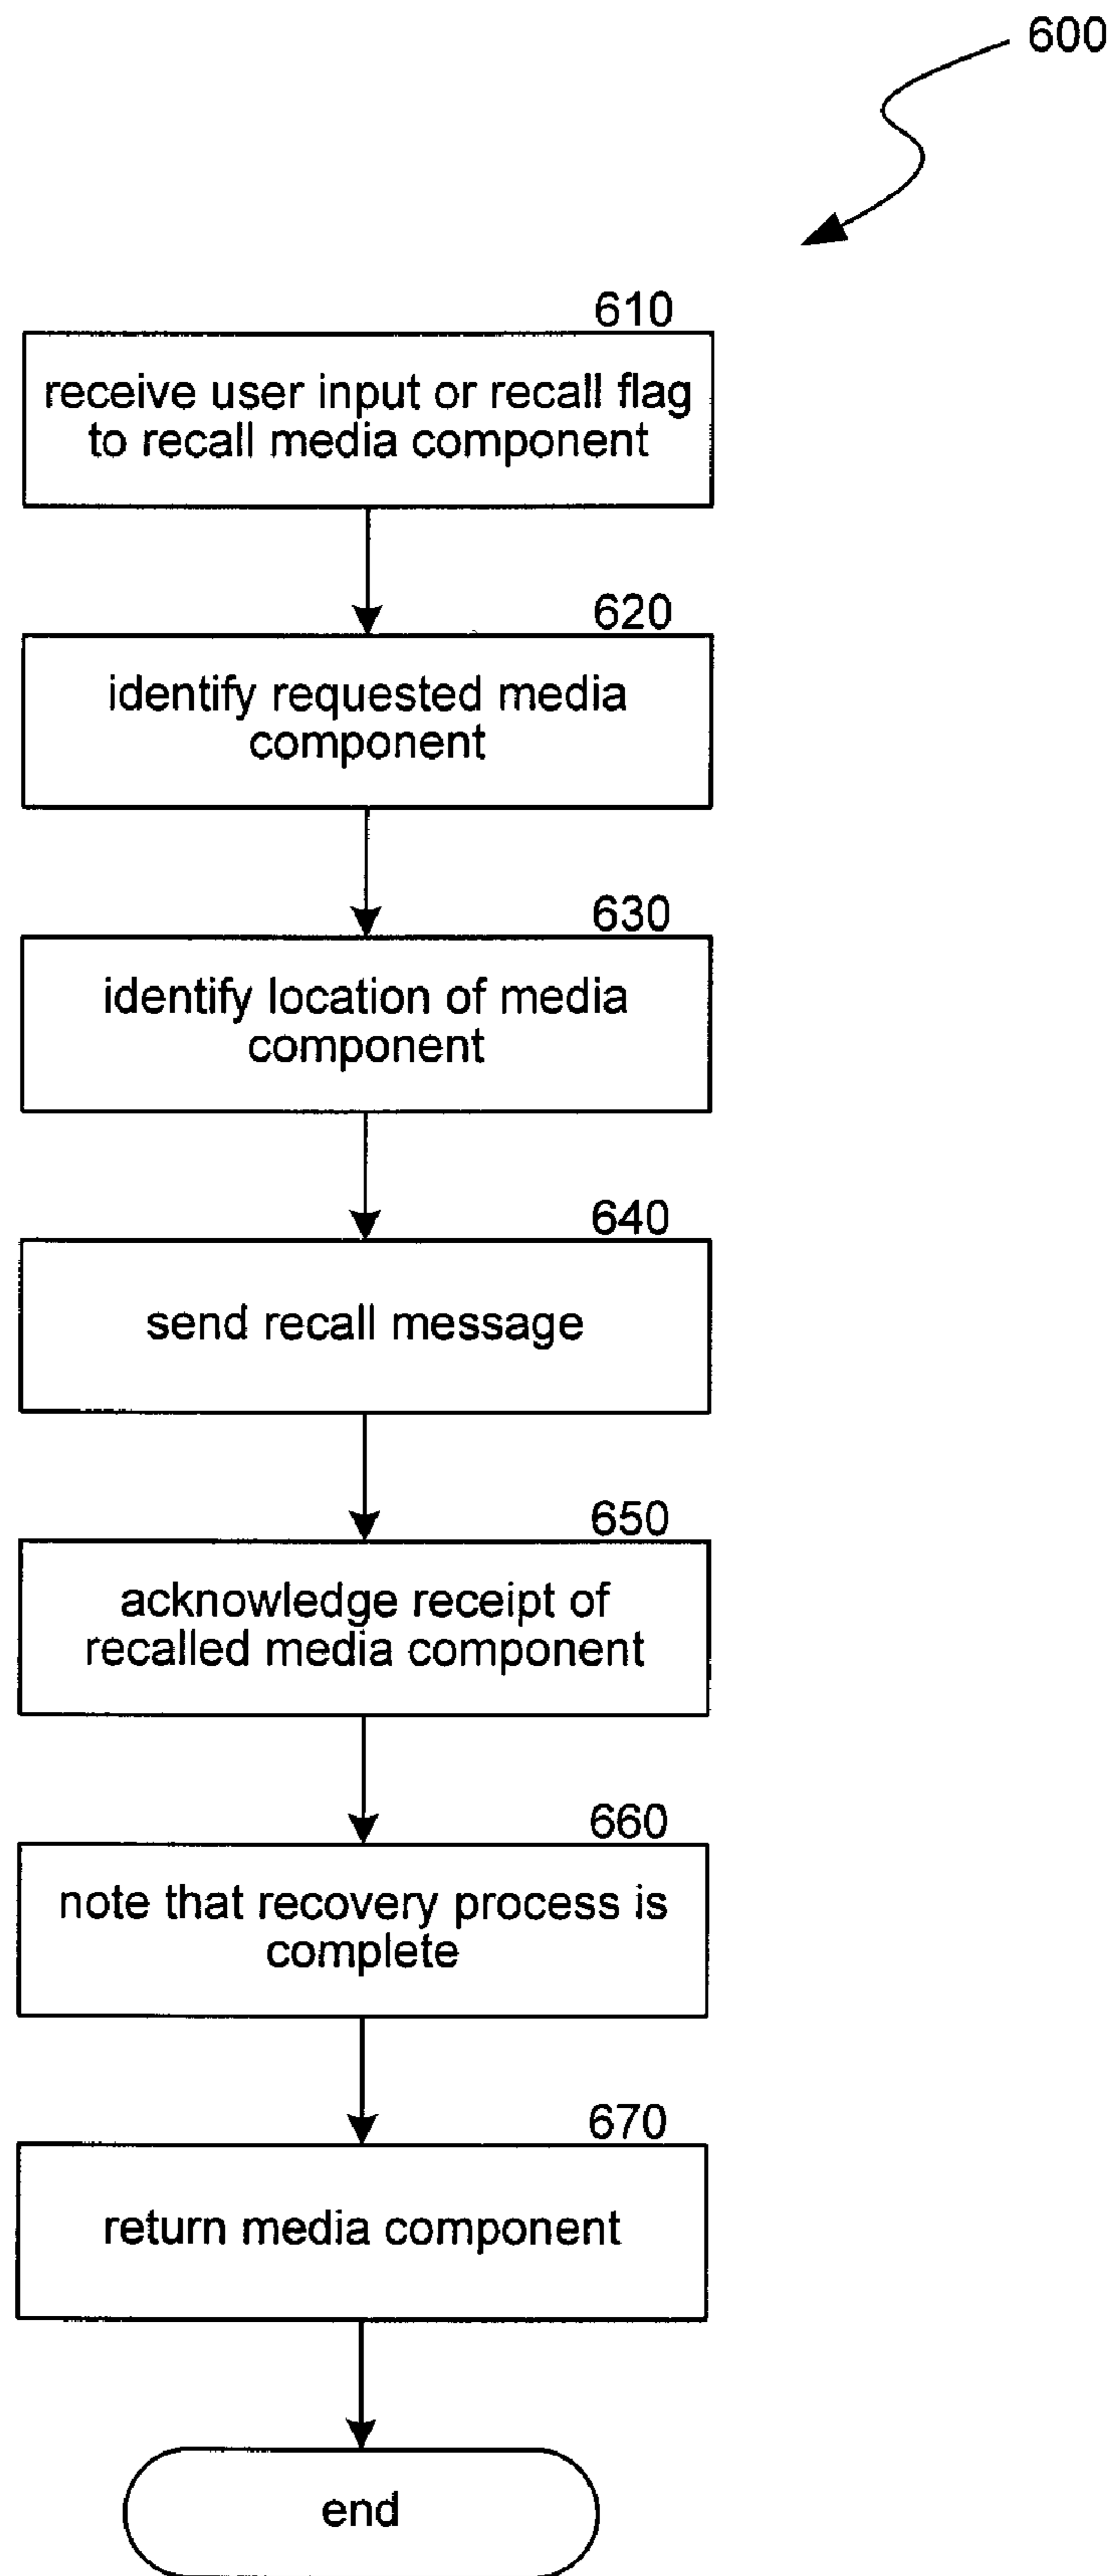 600
610
receive user input or recall flag
to recall media component
620
identify requested media
component
630
identify location of media
component
640
send recall message
650
acknowledge receipt of
recalled media component
660
note that recovery process is
complete
670
return media component
end